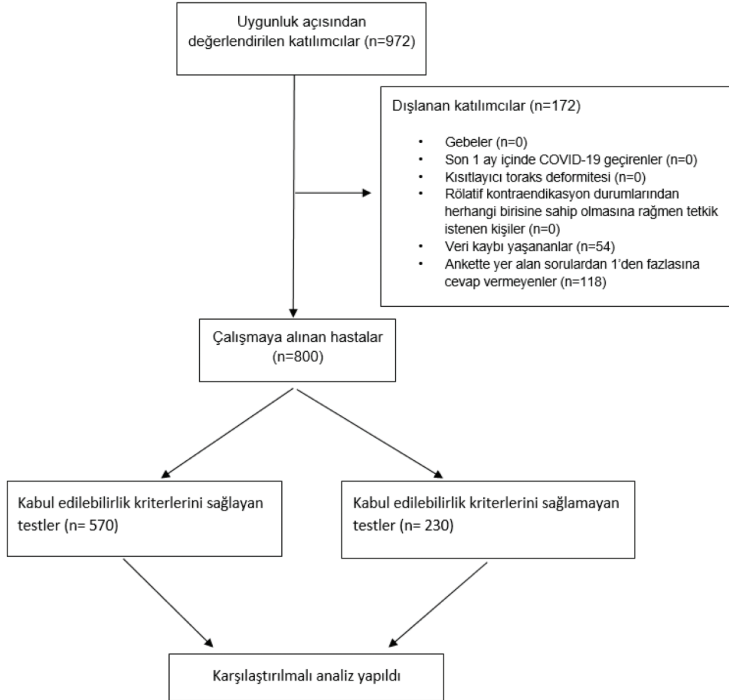 Uygunluk açısından
değerlendirilen katılımcılar (n=972)
Dışlanan katılımcılar (n=172)
• Gebeler (n=0)
• Son 1 ay içinde COVID-19 geçirenler (n=0)
• Kısıtlayıcı toraks deformitesi (n=0)
• Rölatif kontraendikasyon durumlarından
herhangi birisine sahip olmasına rağmen tetkik
istenen kişiler (n=0)
• Veri kaybı yaşananlar (n=54)
• Ankette yer alan sorulardan 1'den fazlasına
cevap vermeyenler (n=118)
Çalışmaya alınan hastalar
(n=800)
Kabul edilebilirlik kriterlerini sağlayan
testler (n= 570)
Kabul edilebilirlik kriterlerini sağlamayan
testler (n= 230)
Karşılaştırılmalı analiz yapıldı